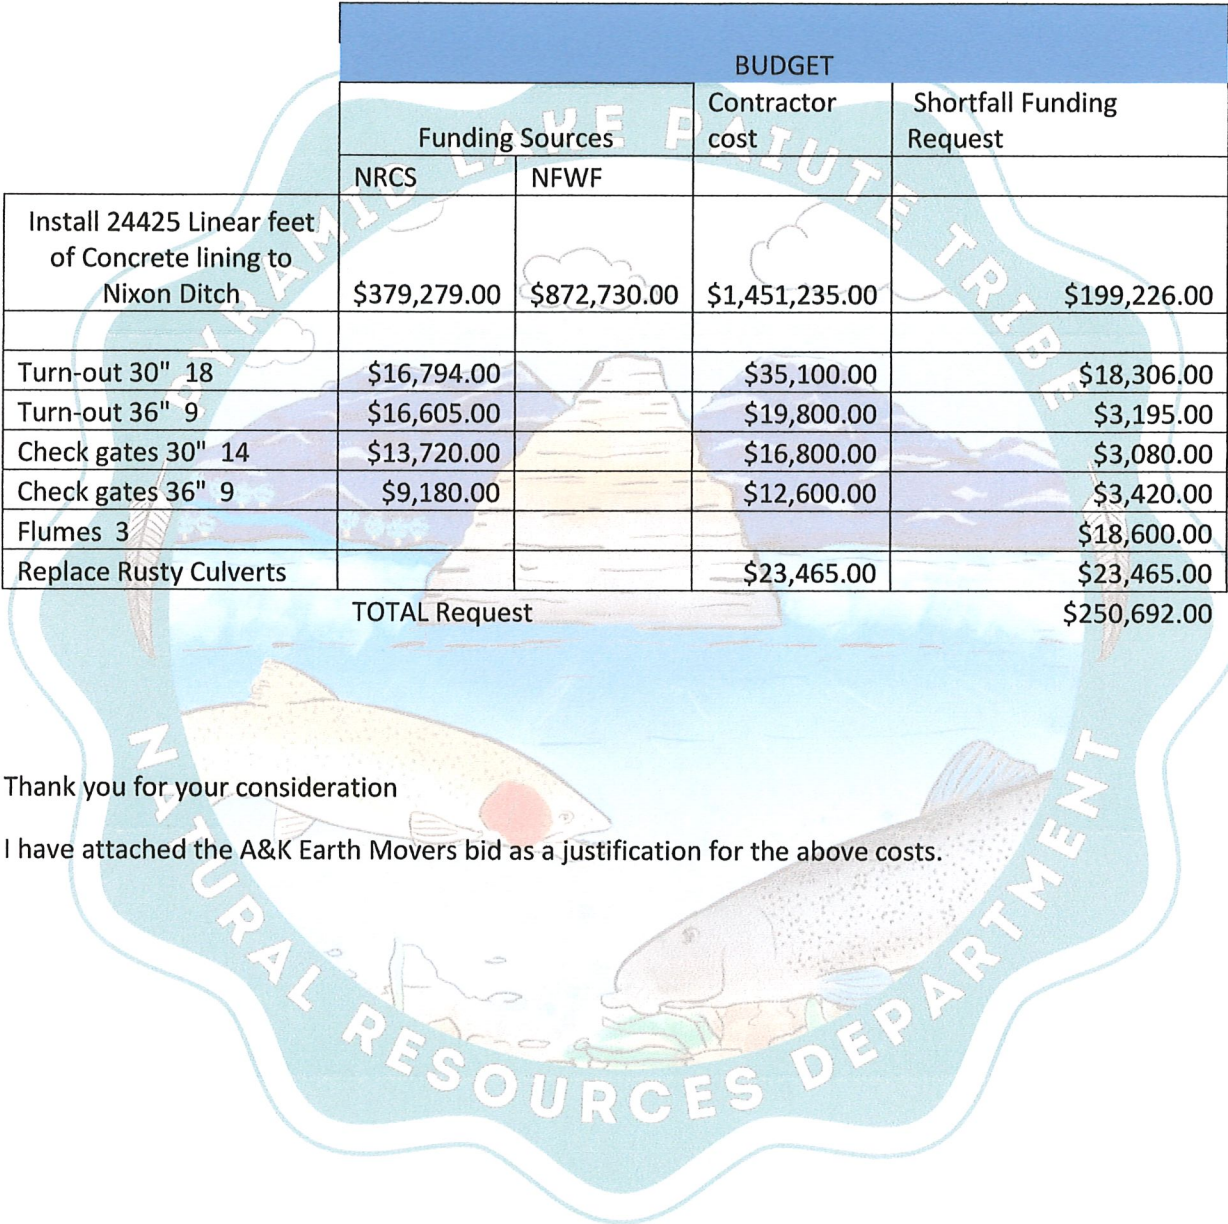 BUDGET
Funding Sources Contractor cost Shortfall Funding Request
NRCS NFWF
Install 24425 Linear feet
of Concrete lining to
Nixon Ditch $379,279.00 $872,730.00 $1,451,235.00 $199,226.00
Turn-out 30" 18 $16,794.00 $35,100.00 $18,306.00
Turn-out 36" 9 $16,605.00 $19,800.00 $3,195.00
Check gates 30" 14 $13,720.00 $16,800.00 $3,080.00
Check gates 36" 9 $9,180.00 $12,600.00 $3,420.00
Flumes 3 $18,600.00
Replace Rusty Culverts $23,465.00 $23,465.00
TOTAL Request $250,692.00
Thank you for your consideration
I have attached the A&K Earth Movers bid as a justification for the above costs.
PYRAMID LAKE PAIUTE TRIBE
NATURAL RESOURCES DEPARTMENT